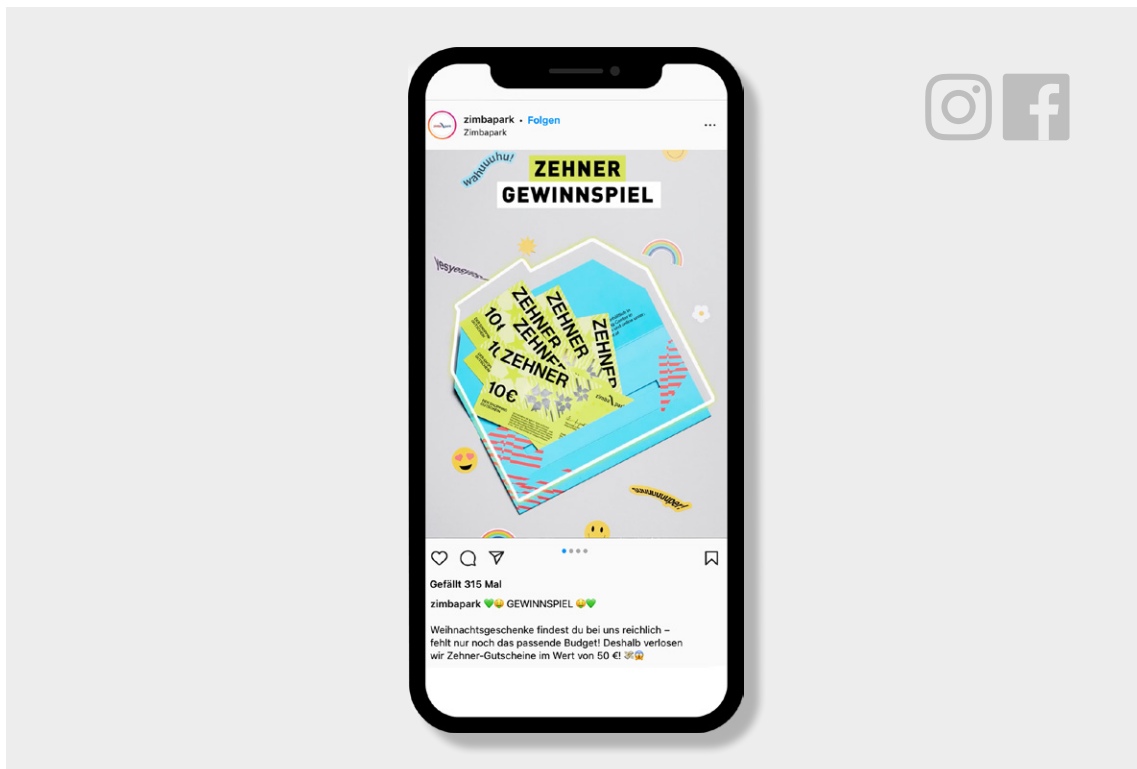 zimbapark • Folgen
Zimbapark
wahuuuhu!
ZEHNER
GEWINNSPIEL
ZEHNER
ZEHNER
ZEHNER
ZEHNER
10€
ZEHNER
10€
Gefällt 315 Mal
zimbapark 💚🤑 GEWINNSPIEL 🤑💚
Weihnachtsgeschenke findest du bei uns reichlich –
fehlt nur noch das passende Budget! Deshalb verlosen
wir Zehner-Gutscheine im Wert von 50 €! 💸😱